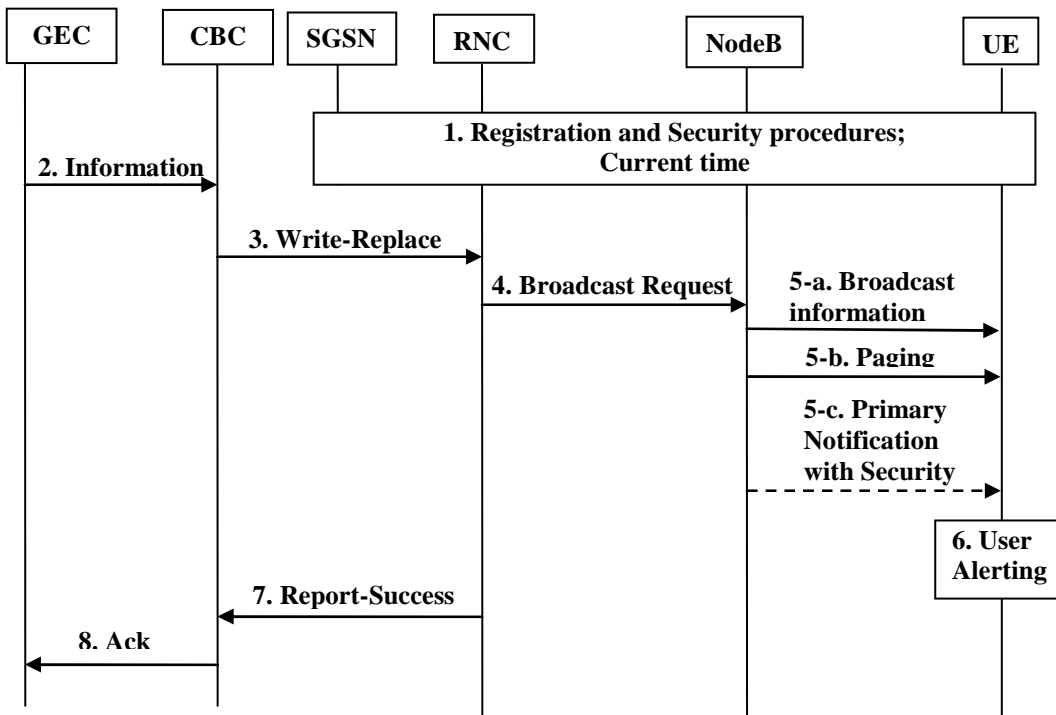 GEC
CBC
SGSN
RNC
NodeB
UE
1. Registration and Security procedures;
Current time
2. Information
3. Write-Replace
4. Broadcast Request
5-a. Broadcast
information
5-b. Paging
5-c. Primary
Notification
with Security
6. User
Alerting
7. Report-Success
8. Ack